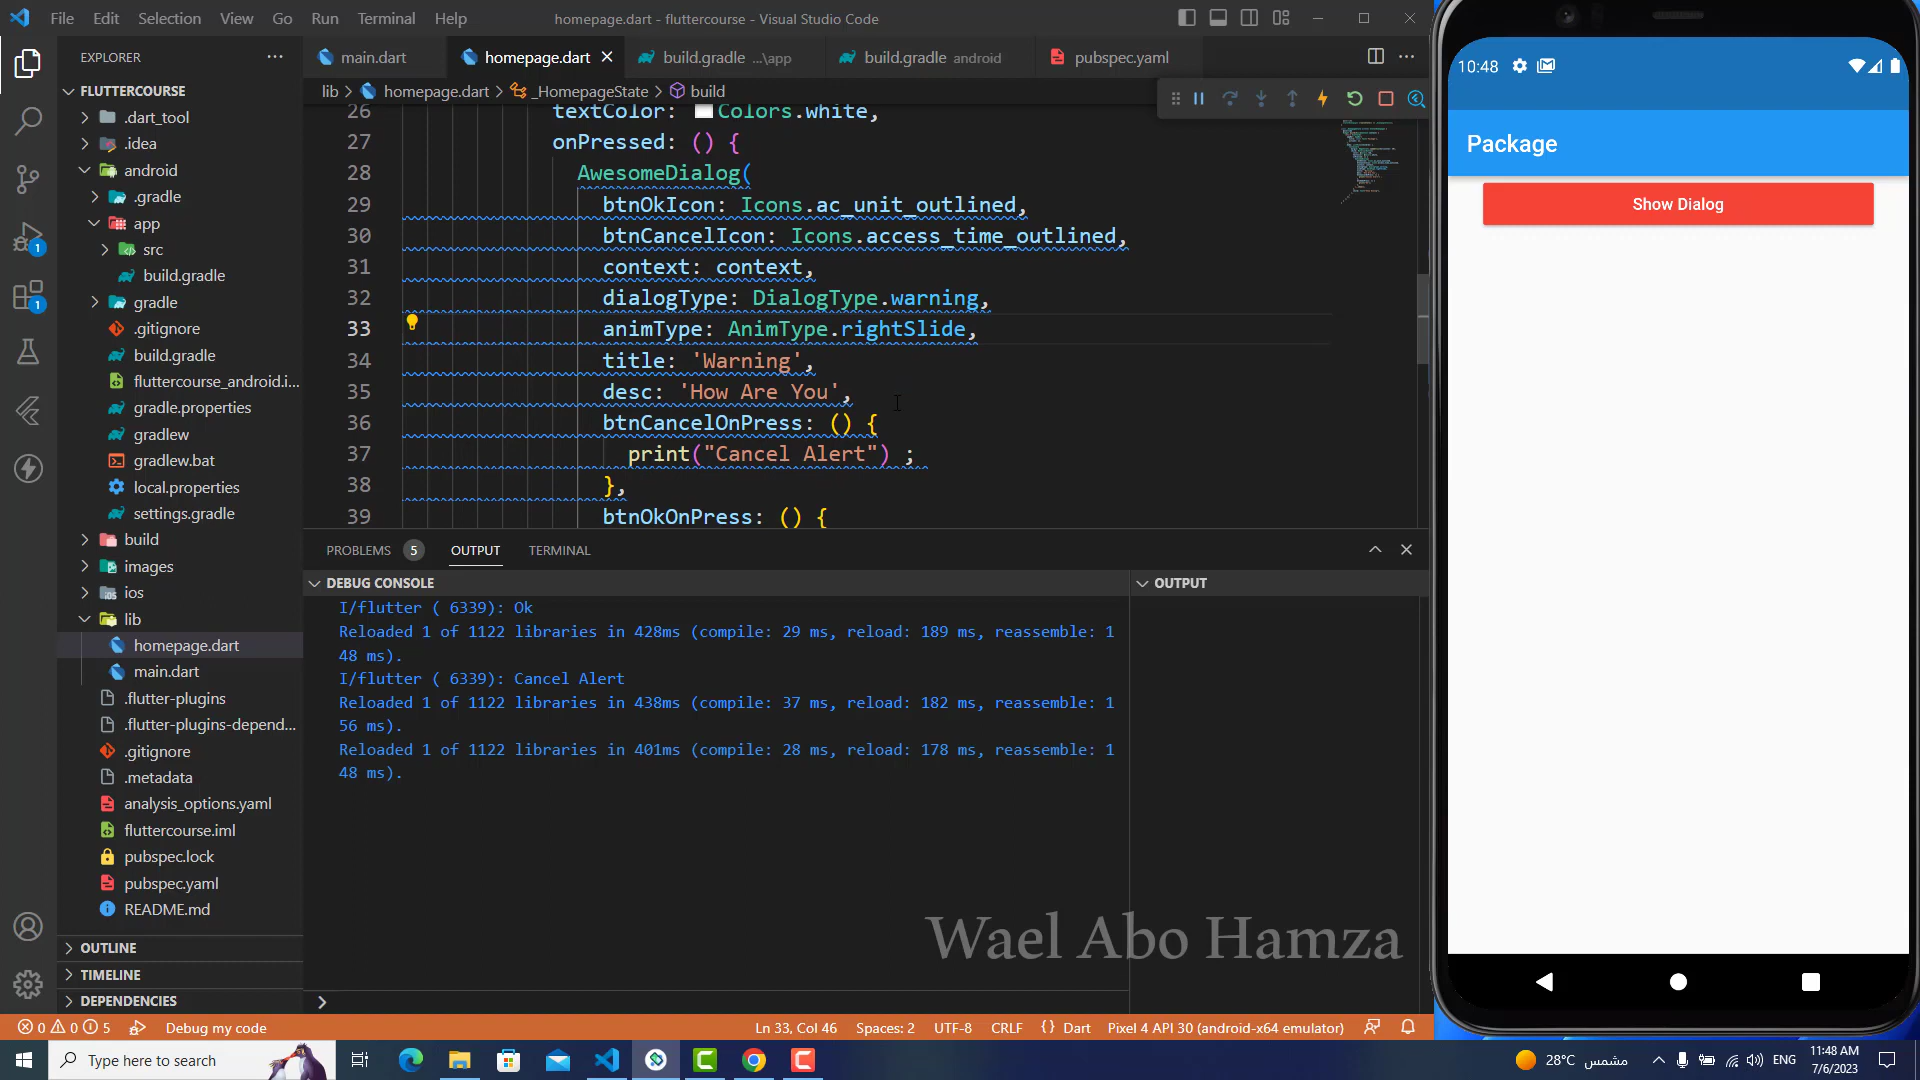 File Edit Selection View Go Run Terminal Help
homepage.dart - fluttercourse - Visual Studio Code
EXPLORER
main.dart
homepage.dart
build.gradle ...\app
build.gradle android
pubspec.yaml
lib > homepage.dart > _HomepageState > build
FLUTTERCOURSE
.dart_tool
.idea
android
.gradle
app
src
build.gradle
gradle
.gitignore
build.gradle
fluttercourse_android.i...
gradle.properties
gradlew
gradlew.bat
local.properties
settings.gradle
build
images
ios
lib
homepage.dart
main.dart
.flutter-plugins
.flutter-plugins-depend...
.gitignore
.metadata
analysis_options.yaml
fluttercourse.iml
pubspec.lock
pubspec.yaml
README.md
OUTLINE
TIMELINE
DEPENDENCIES
1
1
26 textColor: Colors.white,
27 onPressed: () {
28 AwesomeDialog(
29 btnOkIcon: Icons.ac_unit_outlined,
30 btnCancelIcon: Icons.access_time_outlined,
31 context: context,
32 dialogType: DialogType.warning,
33 animType: AnimType.rightSlide,
34 title: 'Warning',
35 desc: 'How Are You',
36 btnCancelOnPress: () {
37 print("Cancel Alert") ;
38 },
39 btnOkOnPress: () {
PROBLEMS 5 OUTPUT TERMINAL
DEBUG CONSOLE
OUTPUT
I/flutter ( 6339): Ok
Reloaded 1 of 1122 libraries in 428ms (compile: 29 ms, reload: 189 ms, reassemble: 1
48 ms).
I/flutter ( 6339): Cancel Alert
Reloaded 1 of 1122 libraries in 438ms (compile: 37 ms, reload: 182 ms, reassemble: 1
56 ms).
Reloaded 1 of 1122 libraries in 401ms (compile: 28 ms, reload: 178 ms, reassemble: 1
48 ms).
Wael Abo Hamza
10:48
Package
Show Dialog
0 0 5 Debug my code
Ln 33, Col 46 Spaces: 2 UTF-8 CRLF {} Dart Pixel 4 API 30 (android-x64 emulator)
Type here to search
28°C مشمس
ENG
11:48 AM
7/6/2023